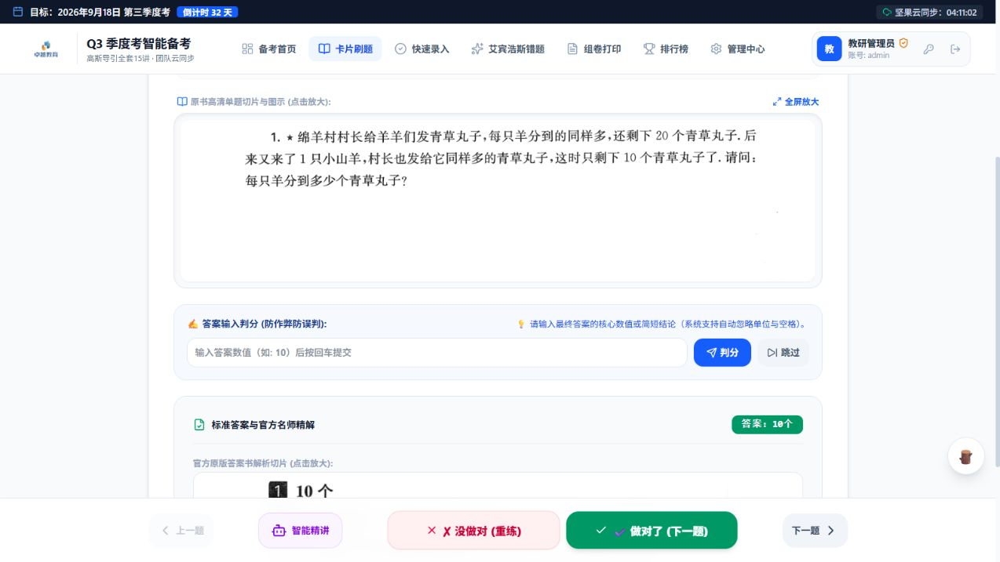 目标：2026年9月18日 第三季度考 倒计时 32 天 坚果云同步：04:11:02
卓越教育 Q3 季度考智能备考 备考首页 卡片刷题 快速录入 艾宾浩斯错题 组卷打印 排行榜 管理中心 教 教研管理员
高斯导引全套15讲 · 团队云同步 账号: admin
原书高清单题切片与图示 (点击放大): 全屏放大
1. ★ 绵羊村村长给羊羊们发青草丸子,每只羊分到的同样多,还剩下 20 个青草丸子. 后
来又来了 1 只小山羊,村长也发给它同样多的青草丸子,这时只剩下 10 个青草丸子了. 请问:
每只羊分到多少个青草丸子?
✍️ 答案输入判分 (防作弊防误判): 💡 请输入最终答案的核心数值或简短结论（系统支持自动忽略单位与空格）。
输入答案数值（如: 10）后按回车提交 判分 跳过
标准答案与官方名师精解 答案: 10个
官方原版答案书解析切片 (点击放大):
1 10 个
上一题 智能精讲 ✗ 没做对 (重练) ✔ 做对了 (下一题) 下一题